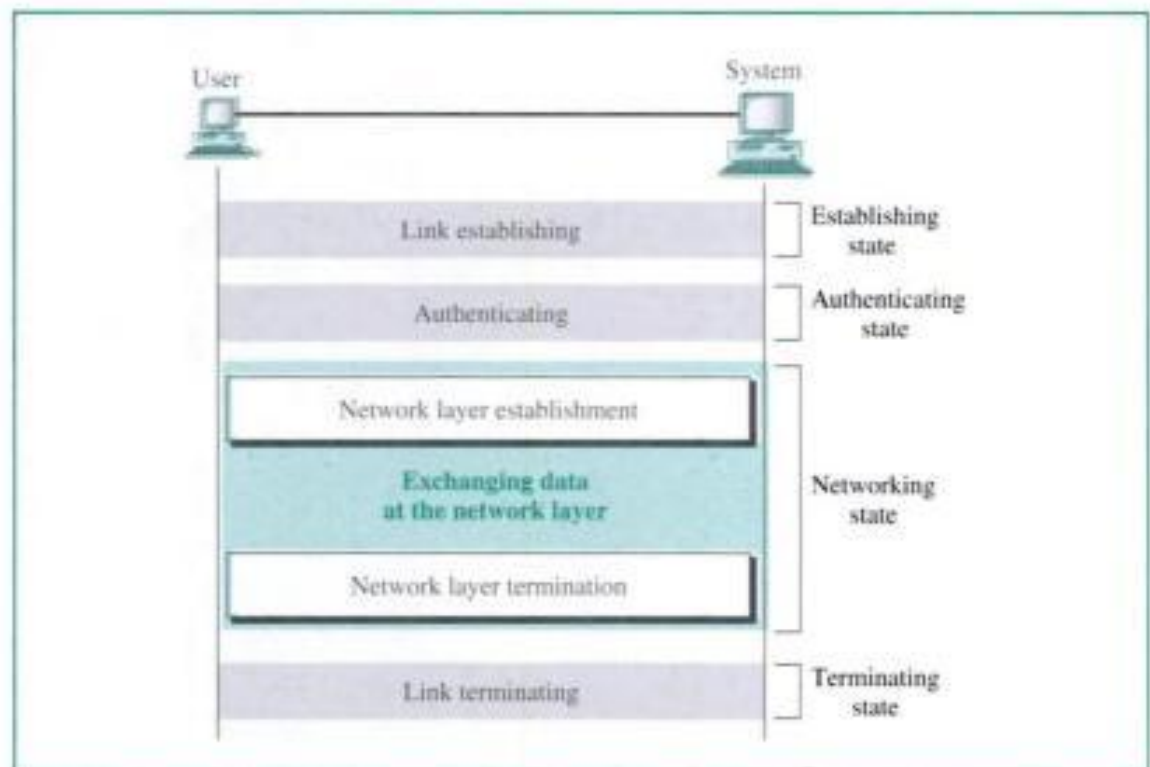 User
System
Link establishing
Establishing
state
Authenticating
Authenticating
state
Network layer establishment
Exchanging data
at the network layer
Networking
state
Network layer termination
Link terminating
Terminating
state